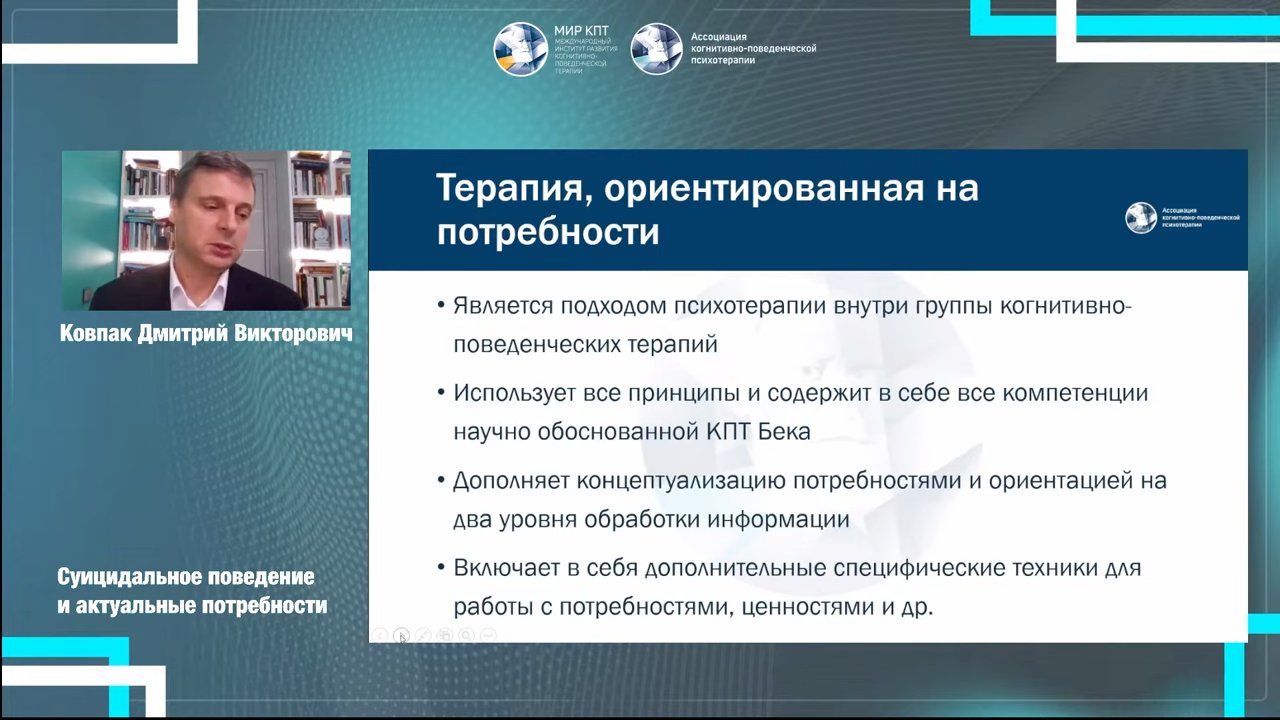 МИР КПТ
МЕЖДУНАРОДНЫЙ
ИНСТИТУТ РАЗВИТИЯ
КОГНИТИВНО-
ПОВЕДЕНЧЕСКОЙ
ТЕРАПИИ
Ассоциация
когнитивно-поведенческой
психотерапии
Терапия, ориентированная на
потребности
Ассоциация
когнитивно-поведенческой
психотерапии
• Является подходом психотерапии внутри группы когнитивно-
поведенческих терапий
• Использует все принципы и содержит в себе все компетенции
научно обоснованной КПТ Бека
• Дополняет концептуализацию потребностями и ориентацией на
два уровня обработки информации
• Включает в себя дополнительные специфические техники для
работы с потребностями, ценностями и др.
Ковпак Дмитрий Викторович
Суицидальное поведение
и актуальные потребности